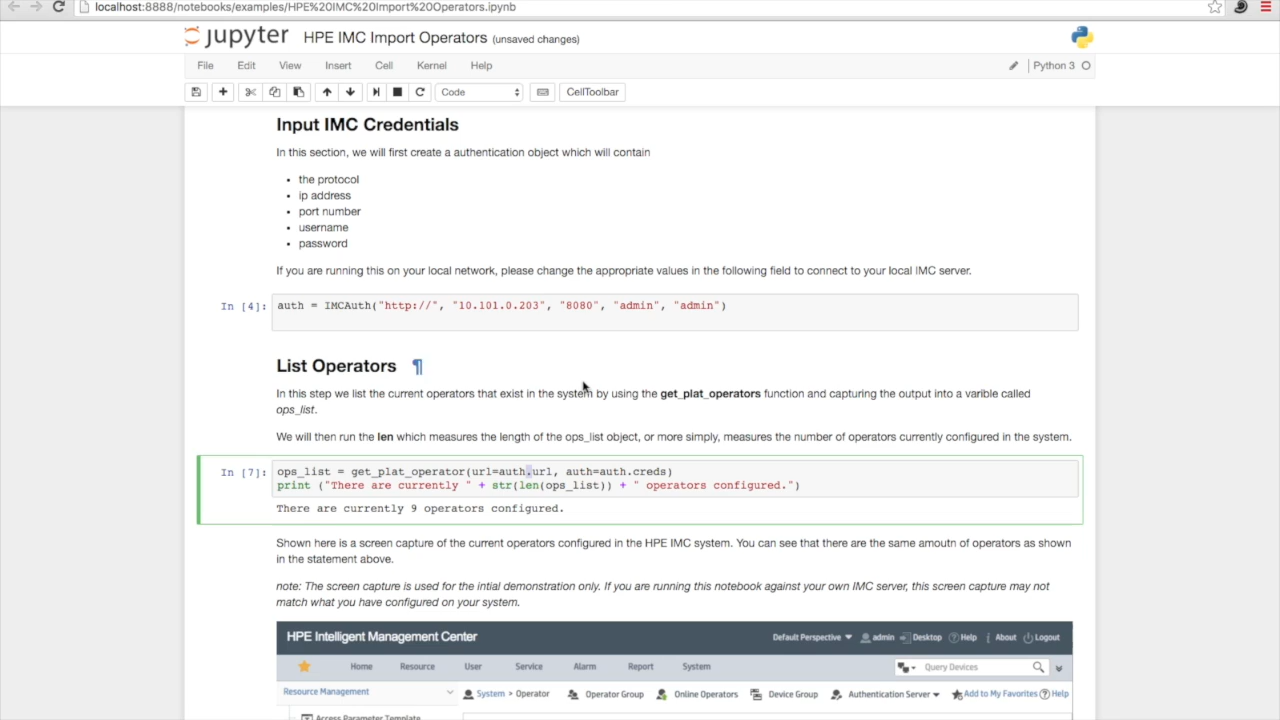 localhost:8888/notebooks/examples/HPE%20IMC%20Import%20Operators.ipynb
jupyter HPE IMC Import Operators (unsaved changes)
File Edit View Insert Cell Kernel Help Python 3
Code CellToolbar
Input IMC Credentials
In this section, we will first create a authentication object which will contain
• the protocol
• ip address
• port number
• username
• password
If you are running this on your local network, please change the appropriate values in the following field to connect to your local IMC server.
In [4]: auth = IMCAuth("http://", "10.101.0.203", "8080", "admin", "admin")
List Operators ¶
In this step we list the current operators that exist in the system by using the get_plat_operators function and capturing the output into a varible called
ops_list.
We will then run the len which measures the length of the ops_list object, or more simply, measures the number of operators currently configured in the system.
In [7]: ops_list = get_plat_operator(url=auth.url, auth=auth.creds)
print ("There are currently " + str(len(ops_list)) + " operators configured.")
There are currently 9 operators configured.
Shown here is a screen capture of the current operators configured in the HPE IMC system. You can see that there are the same amoutn of operators as shown
in the statement above.
note: The screen capture is used for the intial demonstration only. If you are running this notebook against your own IMC server, this screen capture may not
match what you have configured on your system.
HPE Intelligent Management Center Default Perspective admin Desktop Help About Logout
Home Resource User Service Alarm Report System Query Devices
Resource Management System > Operator Operator Group Online Operators Device Group Authentication Server Add to My Favorites Help
Access Parameter Template